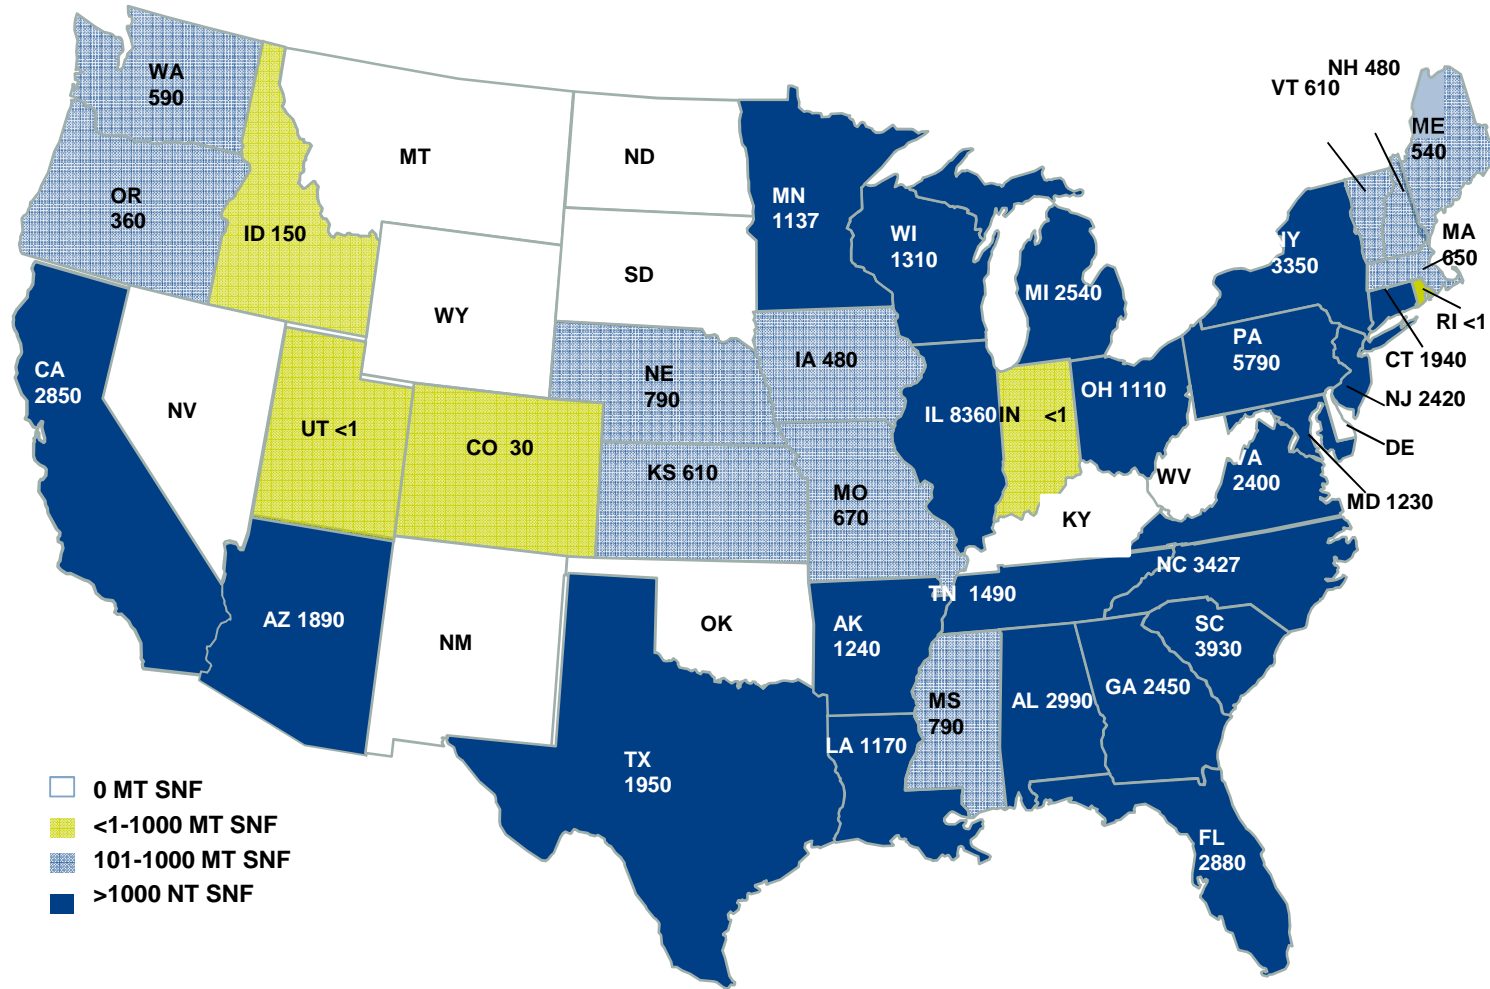 WA
590
NH 480
VT 610
ME
540
MT
ND
OR
360
MN
1137
ID 150
WI
1310
NY
3350
MA
650
SD
MI 2540
WY
RI <1
PA
5790
CT 1940
CA
2850
NE
790
IA 480
OH 1110
NJ 2420
NV
UT <1
CO 30
IL 8360
IN <1
DE
KS 610
MO
670
WV
VA
2400
MD 1230
KY
NC 3427
TN 1490
AZ 1890
NM
OK
AK
1240
SC
3930
MS
790
AL 2990
GA 2450
LA 1170
TX
1950
FL
2880
0 MT SNF
<1-1000 MT SNF
101-1000 MT SNF
>1000 NT SNF